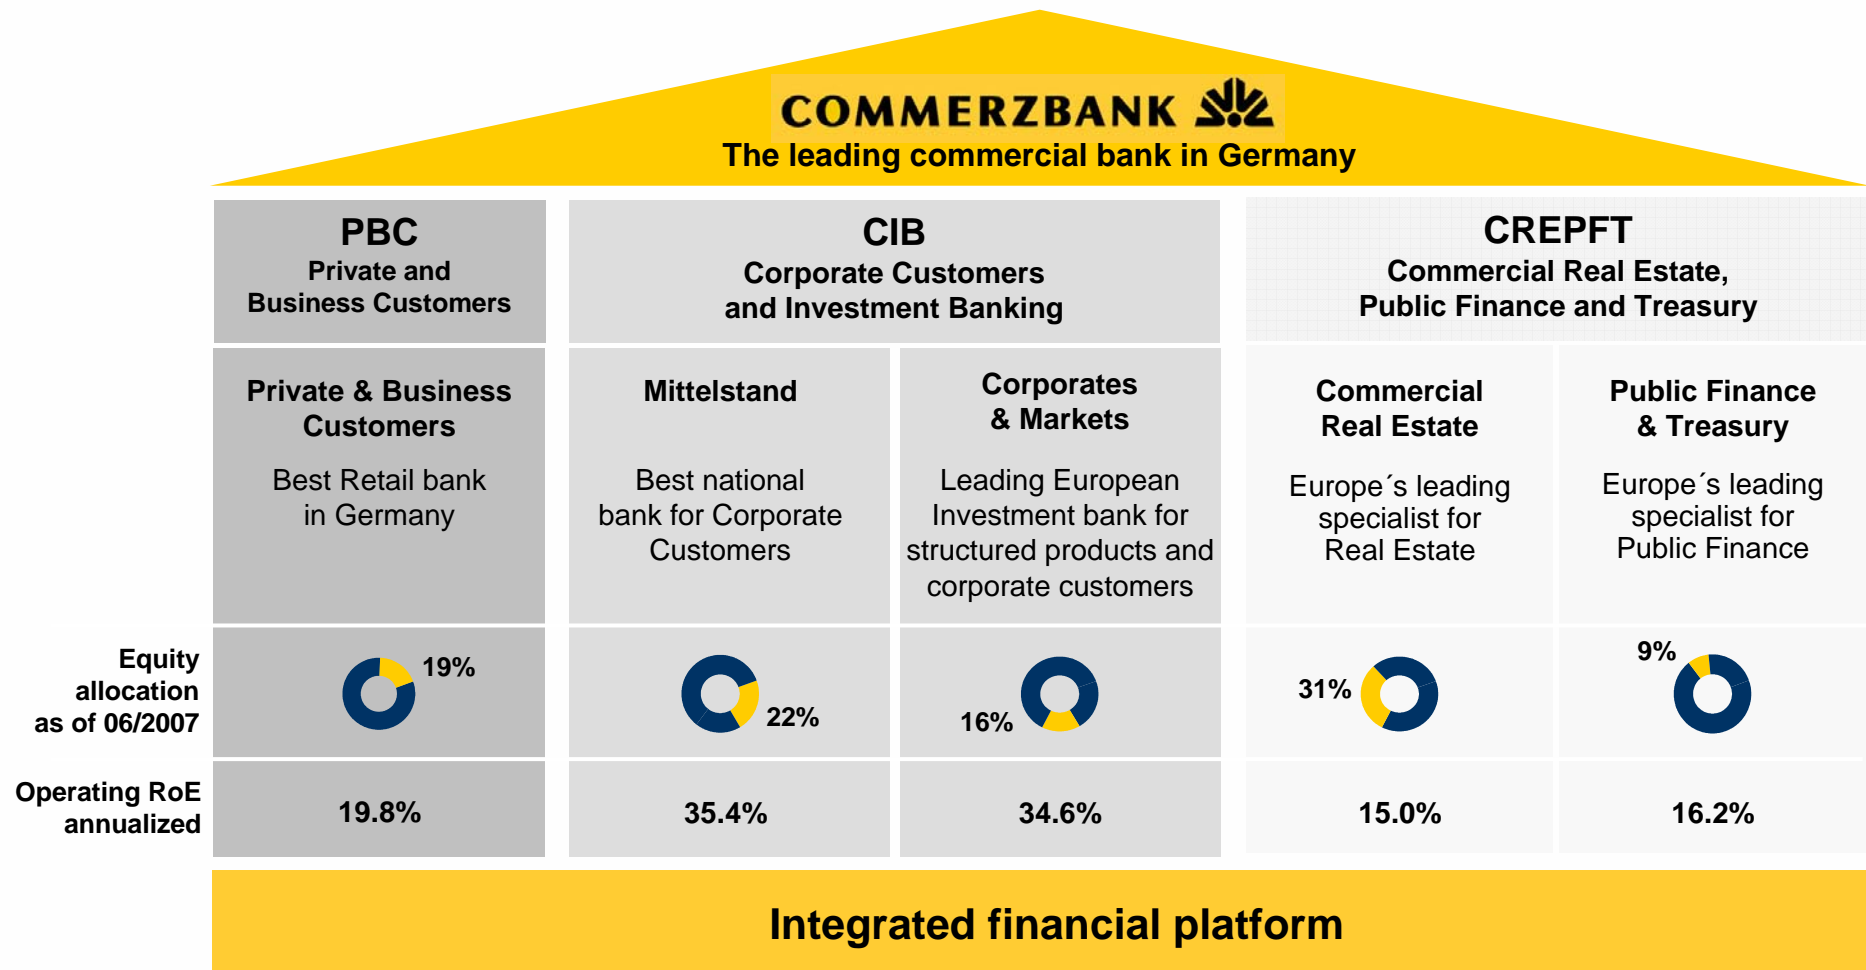 COMMERZBANK
The leading commercial bank in Germany
PBC
Private and
Business Customers
CIB
Corporate Customers
and Investment Banking
CREPFT
Commercial Real Estate,
Public Finance and Treasury
Private & Business
Customers
Best Retail bank
in Germany
Mittelstand
Best national
bank for Corporate
Customers
Corporates
& Markets
Leading European
Investment bank for
structured products and
corporate customers
Commercial
Real Estate
Europe´s leading
specialist for
Real Estate
Public Finance
& Treasury
Europe´s leading
specialist for
Public Finance
Equity
allocation
as of 06/2007
19%
22%
16%
31%
9%
Operating RoE
annualized
19.8%
35.4%
34.6%
15.0%
16.2%
Integrated financial platform